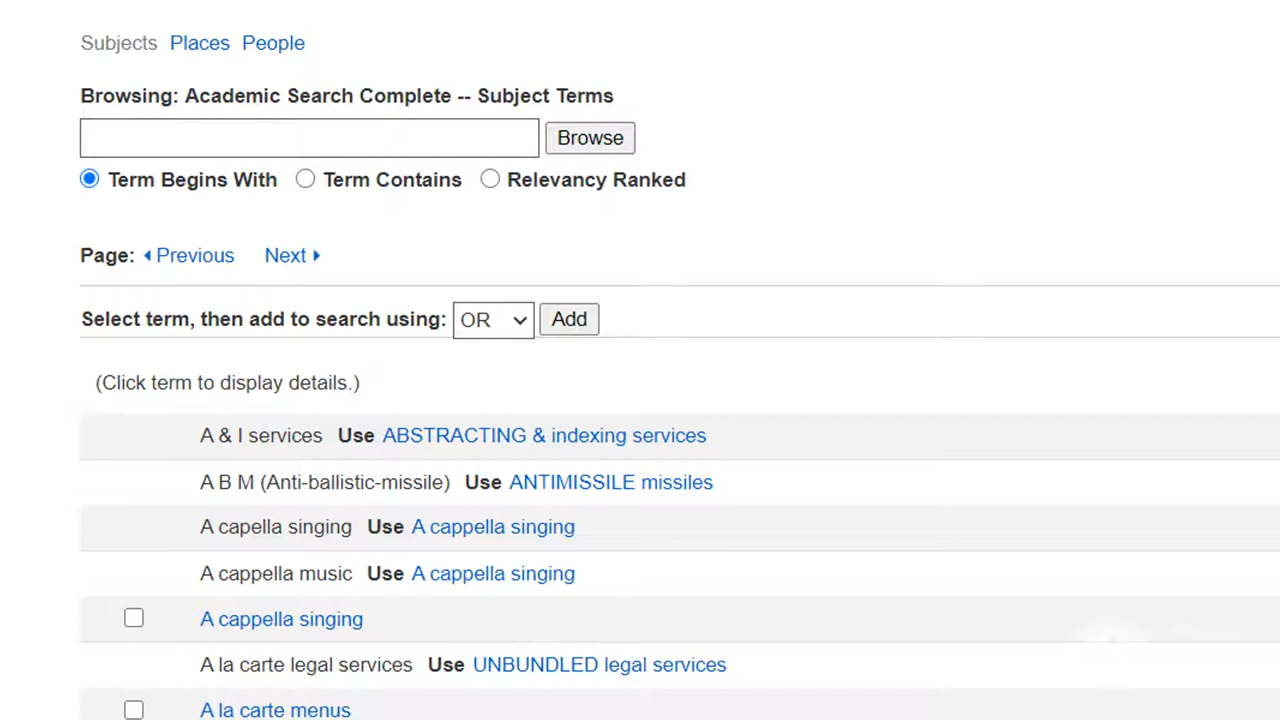 Subjects Places People
Browsing: Academic Search Complete -- Subject Terms
Browse
Term Begins With Term Contains Relevancy Ranked
Page: Previous Next
Select term, then add to search using: OR Add
(Click term to display details.)
A & I services Use ABSTRACTING & indexing services
A B M (Anti-ballistic-missile) Use ANTIMISSILE missiles
A capella singing Use A cappella singing
A cappella music Use A cappella singing
A cappella singing
A la carte legal services Use UNBUNDLED legal services
A la carte menus